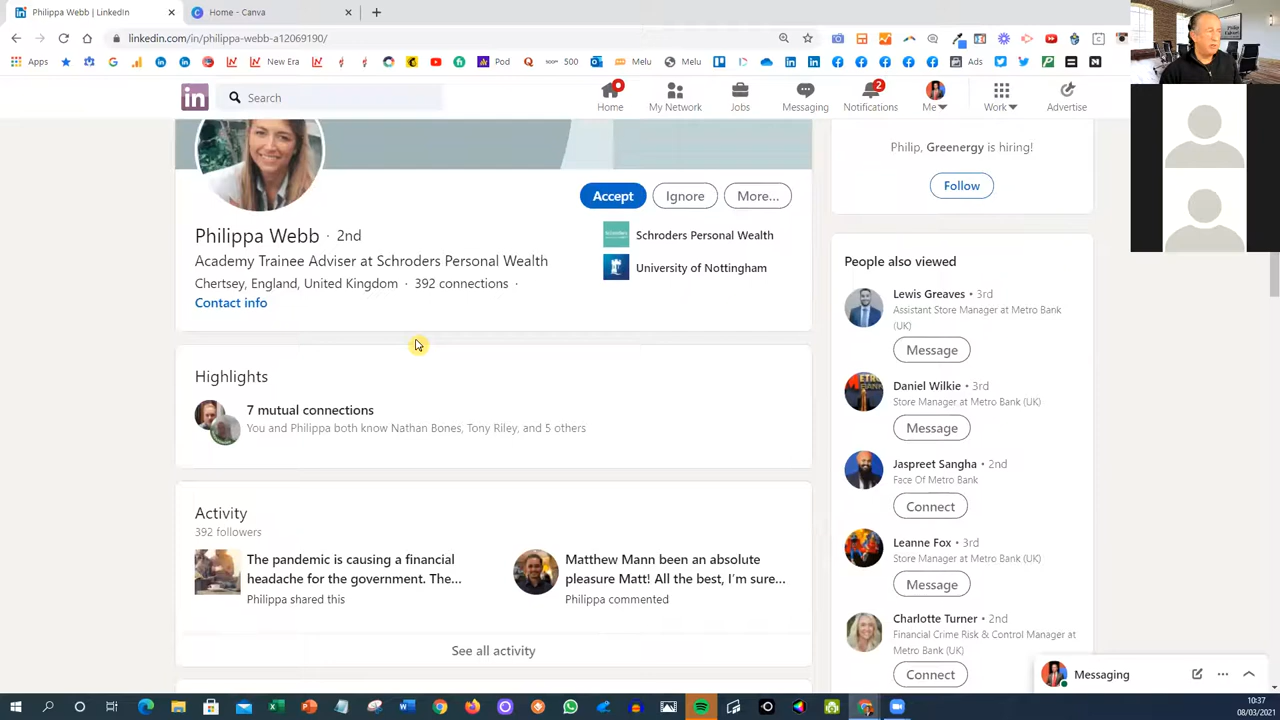 Philippa Webb | LinkedIn
Home - Canva
linkedin.com/in/philippa-webb-a12069190/
Apps
New Em
Pod
500
Melu
Melu
Ads
in
Search
Home
My Network
Jobs
Messaging
2
Notifications
Me
Work
Advertise
Philip, Greenergy is hiring!
Follow
Accept
Ignore
More...
Philippa Webb · 2nd
Academy Trainee Adviser at Schroders Personal Wealth
Chertsey, England, United Kingdom · 392 connections ·
Contact info
Schroders Personal Wealth
University of Nottingham
Highlights
7 mutual connections
You and Philippa both know Nathan Bones, Tony Riley, and 5 others
Activity
392 followers
The pandemic is causing a financial
headache for the government. The...
Philippa shared this
Matthew Mann been an absolute
pleasure Matt! All the best, I'm sure...
Philippa commented
See all activity
People also viewed
Lewis Greaves • 3rd
Assistant Store Manager at Metro Bank
(UK)
Message
Daniel Wilkie • 3rd
Store Manager at Metro Bank (UK)
Message
Jaspreet Sangha • 2nd
Face Of Metro Bank
Connect
Leanne Fox • 3rd
Store Manager at Metro Bank (UK)
Message
Charlotte Turner • 2nd
Financial Crime Risk & Control Manager at
Metro Bank (UK)
Connect
Messaging
10:37
08/03/2021